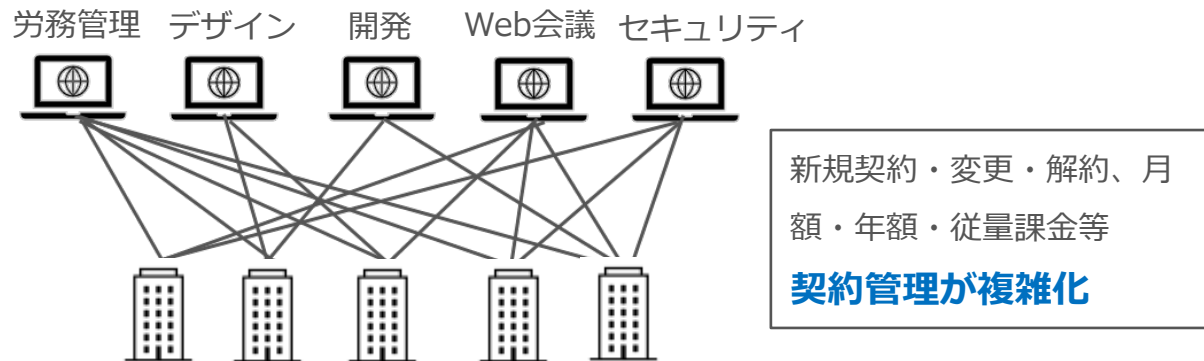 労務管理 デザイン 開発 Web会議 セキュリティ
新規契約・変更・解約、月
額・年額・従量課金等
契約管理が複雑化